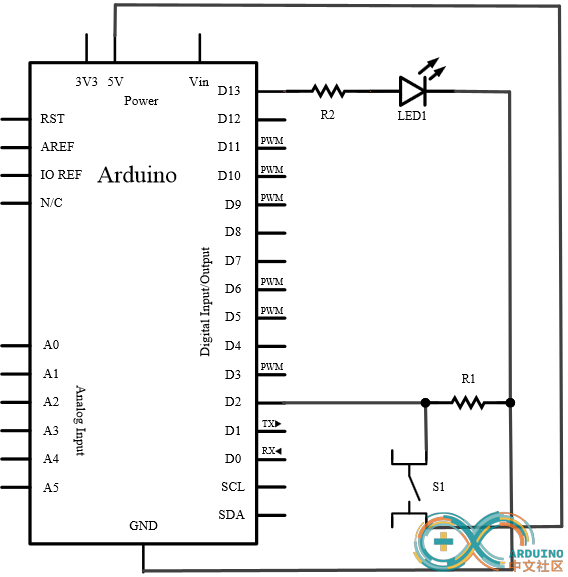 3V3 5V Vin
Power
D13
R2
LED1
RST
D12
AREF
D11
PWM
IO REF
Arduino
D10
PWM
N/C
D9
PWM
D8
Digital Input/Output
D7
D6
PWM
D5
PWM
A0
D4
A1
D3
PWM
R1
A2
Analog Input
D2
A3
D1
TX▶
A4
D0
RX◀
A5
SCL
S1
SDA
GND
ARDUINO
中文社区